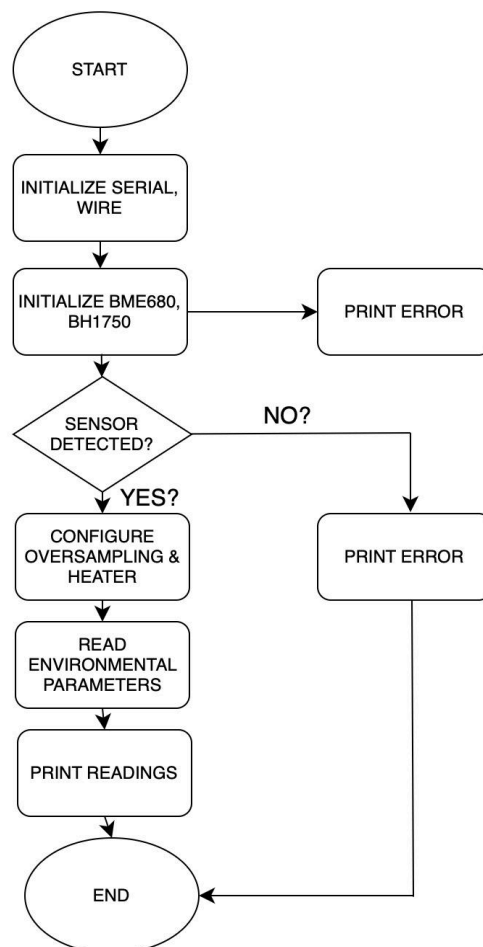 START
INITIALIZE SERIAL,
WIRE
INITIALIZE BME680,
BH1750
PRINT ERROR
SENSOR
DETECTED?
NO?
YES?
CONFIGURE
OVERSAMPLING &
HEATER
PRINT ERROR
READ
ENVIRONMENTAL
PARAMETERS
PRINT READINGS
END